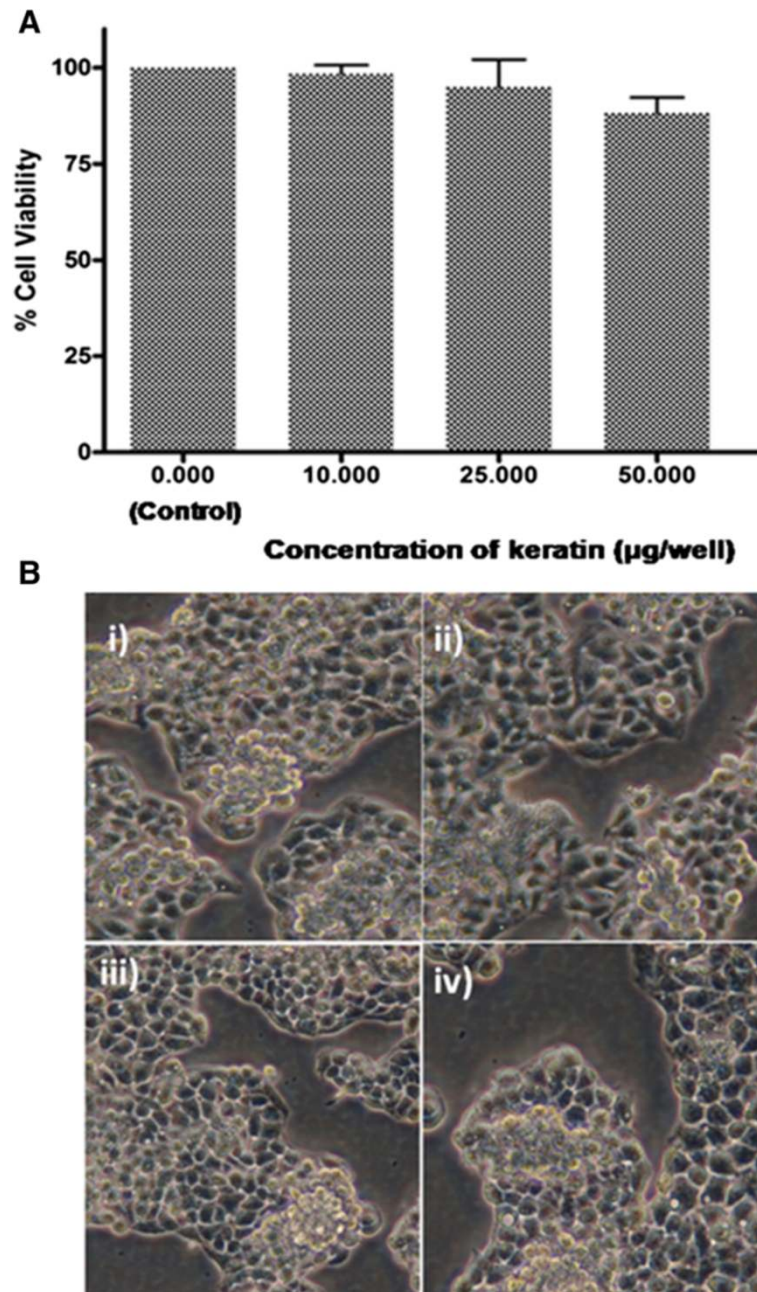 A
% Cell Viability
100
75
50
25
0
0.000 10.000 25.000 50.000
(Control)
Concentration of keratin (µg/well)
B
i) ii)
iii) iv)